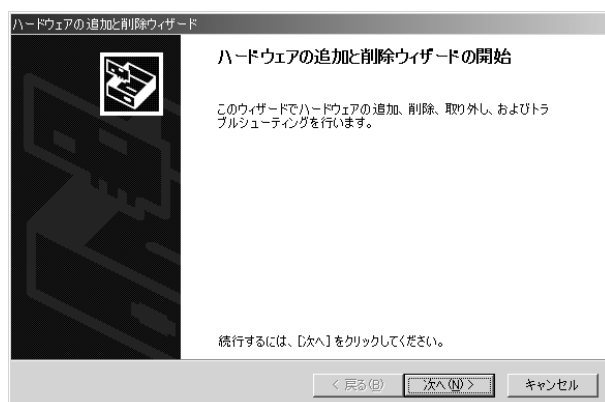 ハードウェアの追加と削除ウィザード
ハードウェアの追加と削除ウィザードの開始
このウィザードでハードウェアの追加、削除、取り外し、およびトラ
ブルシューティングを行います。
続行するには、[次へ] をクリックしてください。
< 戻る(B)
次へ(N) >
キャンセル